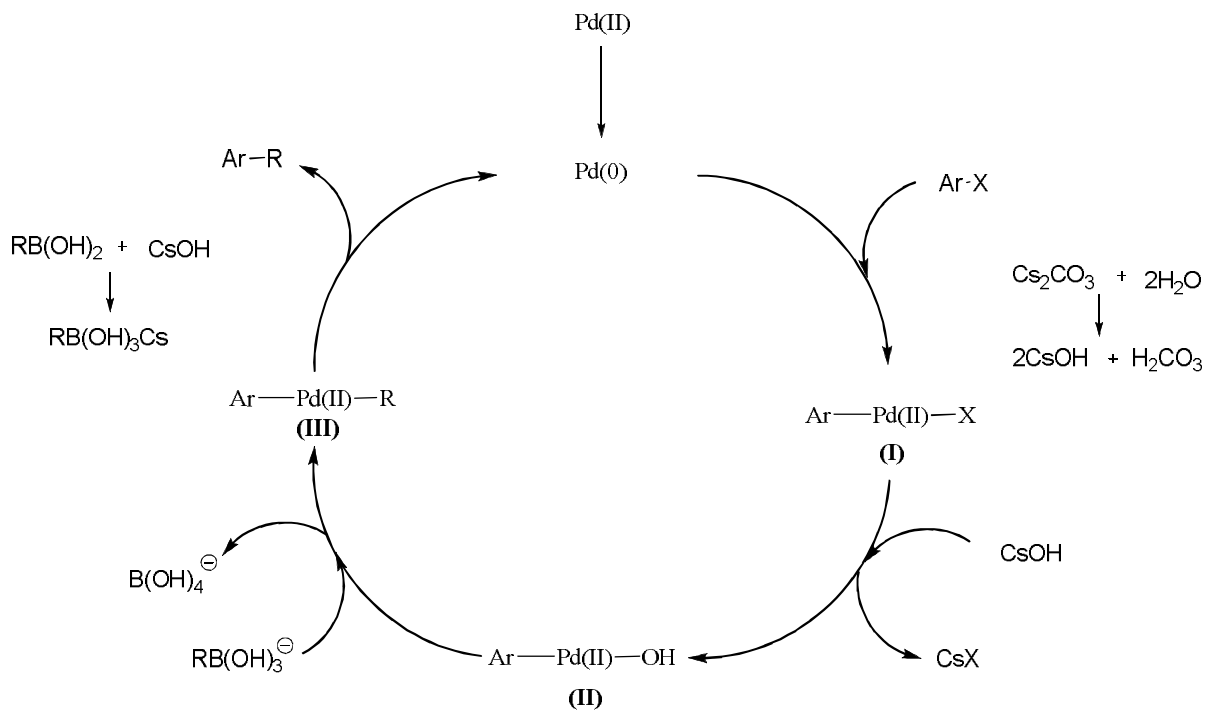 Pd(II)
Pd(0)
Ar-X
Ar-R
RB(OH)2 + CsOH
RB(OH)3Cs
Cs2CO3 + 2H2O
2CsOH + H2CO3
Ar-Pd(II)-R
(III)
Ar-Pd(II)-X
(I)
CsOH
CsX
B(OH)4⊖
RB(OH)3⊖
Ar-Pd(II)-OH
(II)